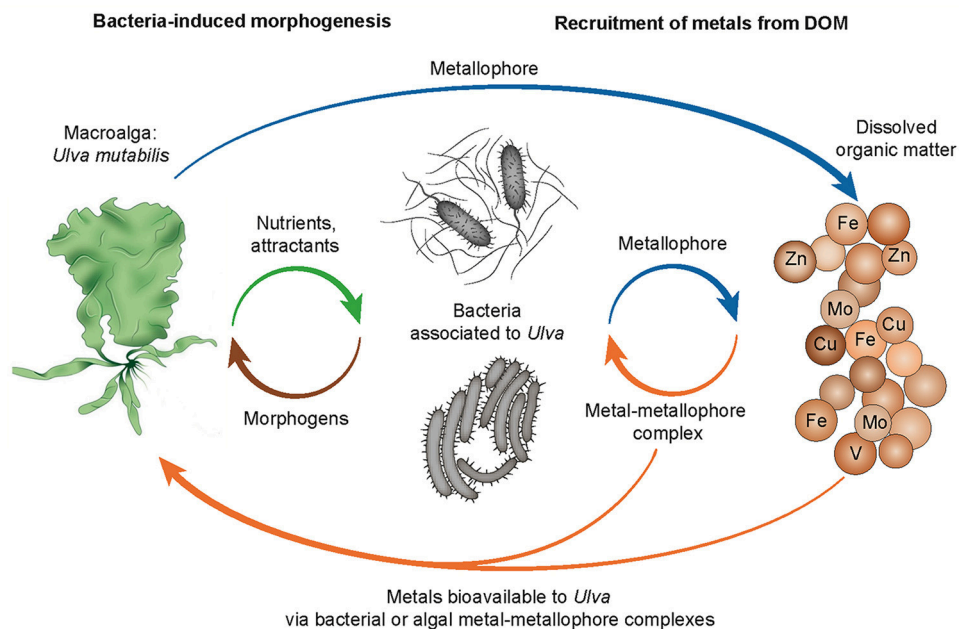 Bacteria-induced morphogenesis
Recruitment of metals from DOM
Metallophore
Macroalga:
Ulva mutabilis
Dissolved
organic matter
Nutrients,
attractants
Metallophore
Bacteria
associated to Ulva
Morphogens
Metal-metallophore
complex
Fe
Zn
Zn
Mo
Cu
Cu
Fe
Fe
Mo
V
Metals bioavailable to Ulva
via bacterial or algal metal-metallophore complexes